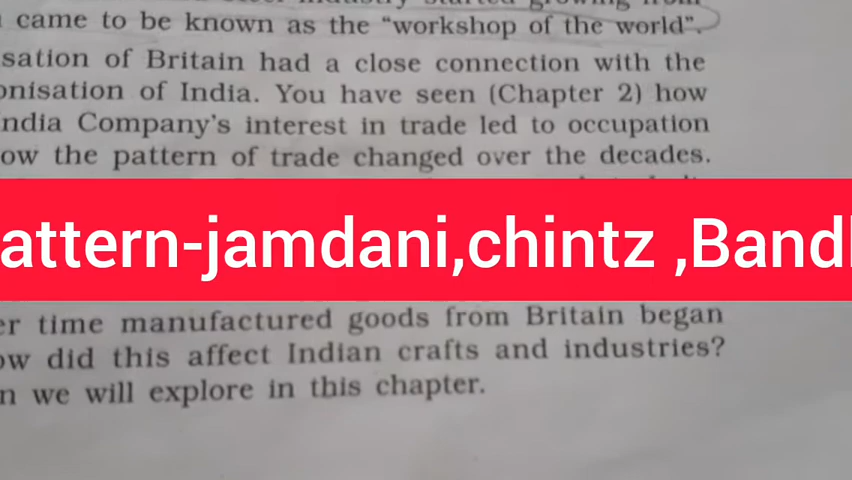 came to be known as the “workshop of the world”.
sation of Britain had a close connection with the
onisation of India. You have seen (Chapter 2) how
ndia Company’s interest in trade led to occupation
ow the pattern of trade changed over the decades.
attern-jamdani,chintz ,Band
er time manufactured goods from Britain began
ow did this affect Indian crafts and industries?
n we will explore in this chapter.